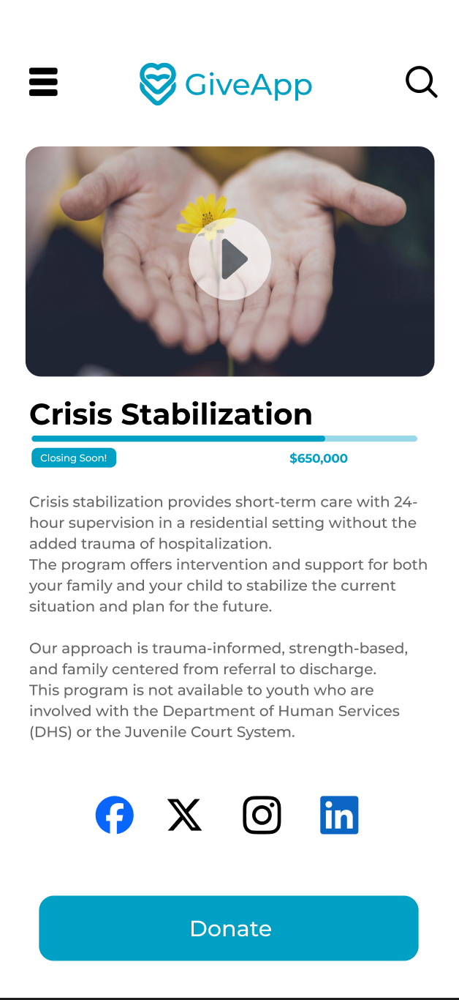 GiveApp
Crisis Stabilization
Closing Soon!
$650,000
Crisis stabilization provides short-term care with 24-
hour supervision in a residential setting without the
added trauma of hospitalization.
The program offers intervention and support for both
your family and your child to stabilize the current
situation and plan for the future.
Our approach is trauma-informed, strength-based,
and family centered from referral to discharge.
This program is not available to youth who are
involved with the Department of Human Services
(DHS) or the Juvenile Court System.
Donate